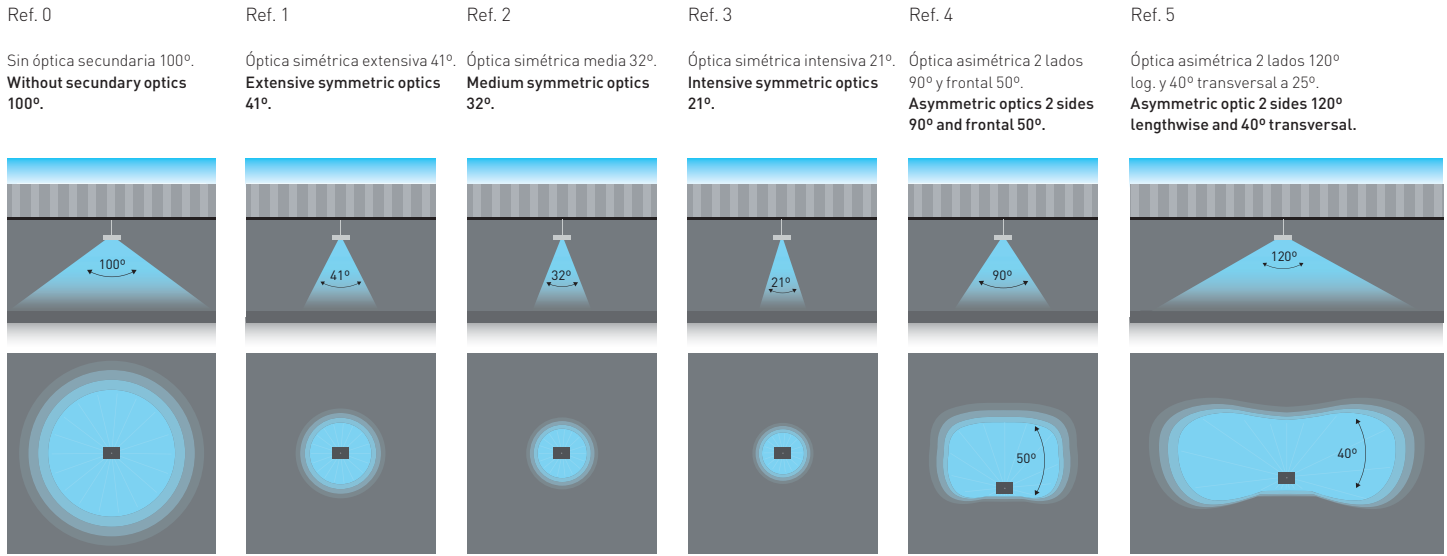 Ref. 0
Sin óptica secundaria 100º.
Without secundary optics
100º.
100º
Ref. 1
Óptica simétrica extensiva 41º.
Extensive symmetric optics
41º.
41º
Ref. 2
Óptica simétrica media 32º.
Medium symmetric optics
32º.
32º
Ref. 3
Óptica simétrica intensiva 21º.
Intensive symmetric optics
21º.
21º
Ref. 4
Óptica asimétrica 2 lados
90º y frontal 50º.
Asymmetric optics 2 sides
90º and frontal 50º.
90º
50º
Ref. 5
Óptica asimétrica 2 lados 120º
log. y 40º transversal a 25º.
Asymmetric optic 2 sides 120º
lengthwise and 40º transversal.
120º
40º